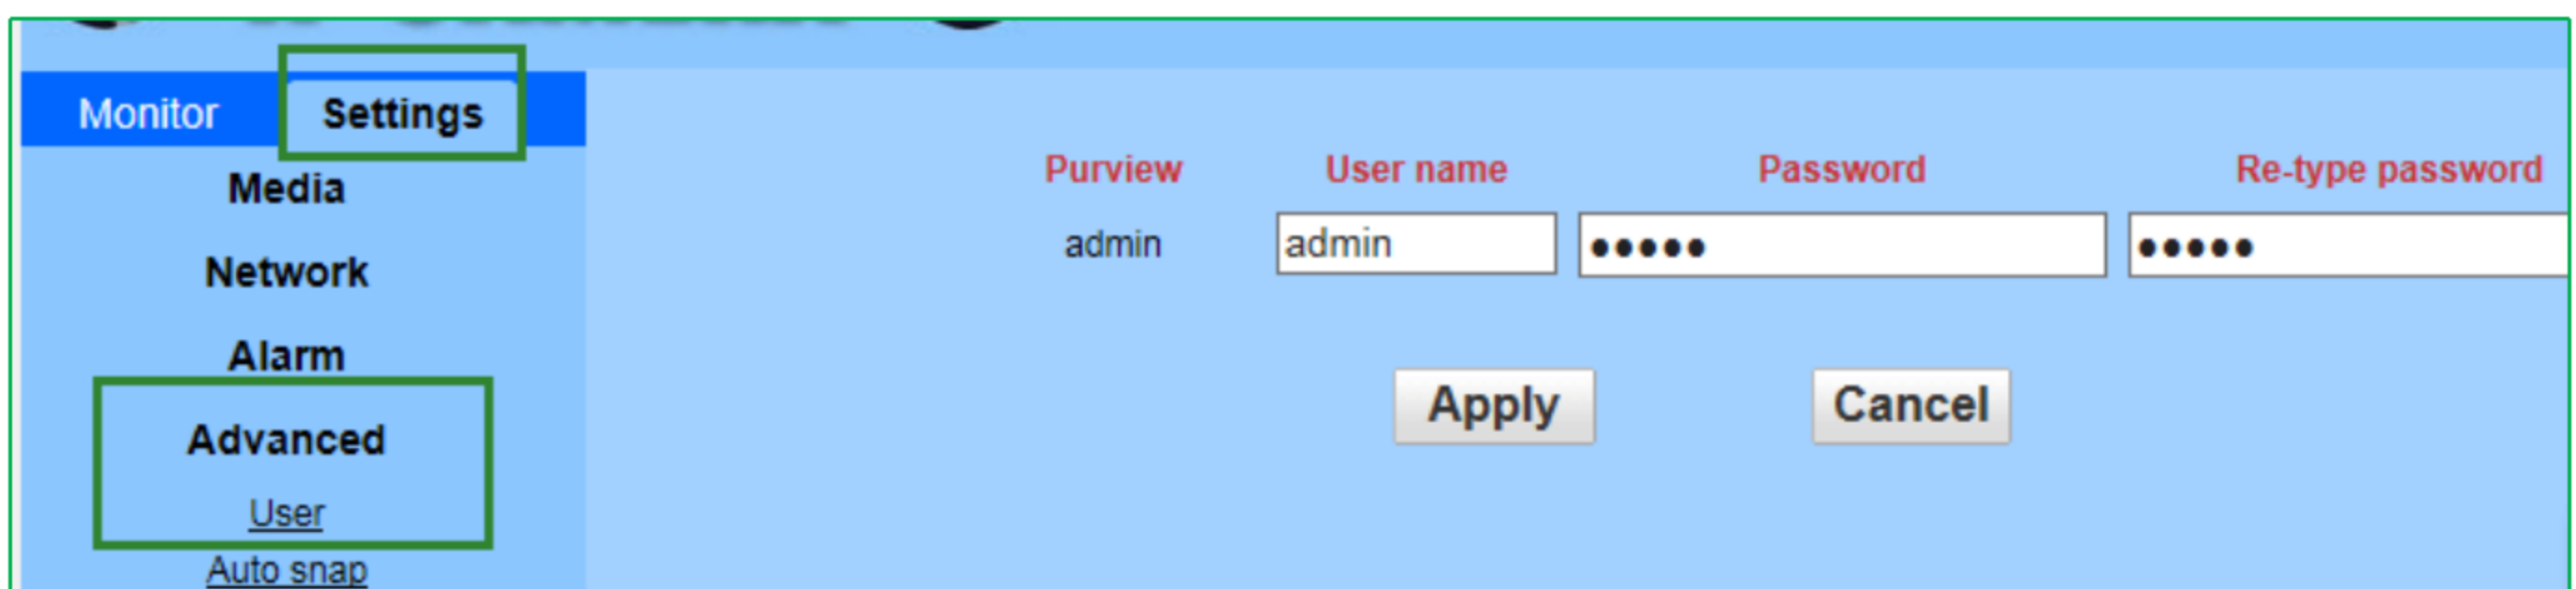 Monitor Settings
Media
Network
Alarm
Advanced
User
Auto snap
Purview User name Password Re-type password
admin admin ●●●●● ●●●●●
Apply Cancel